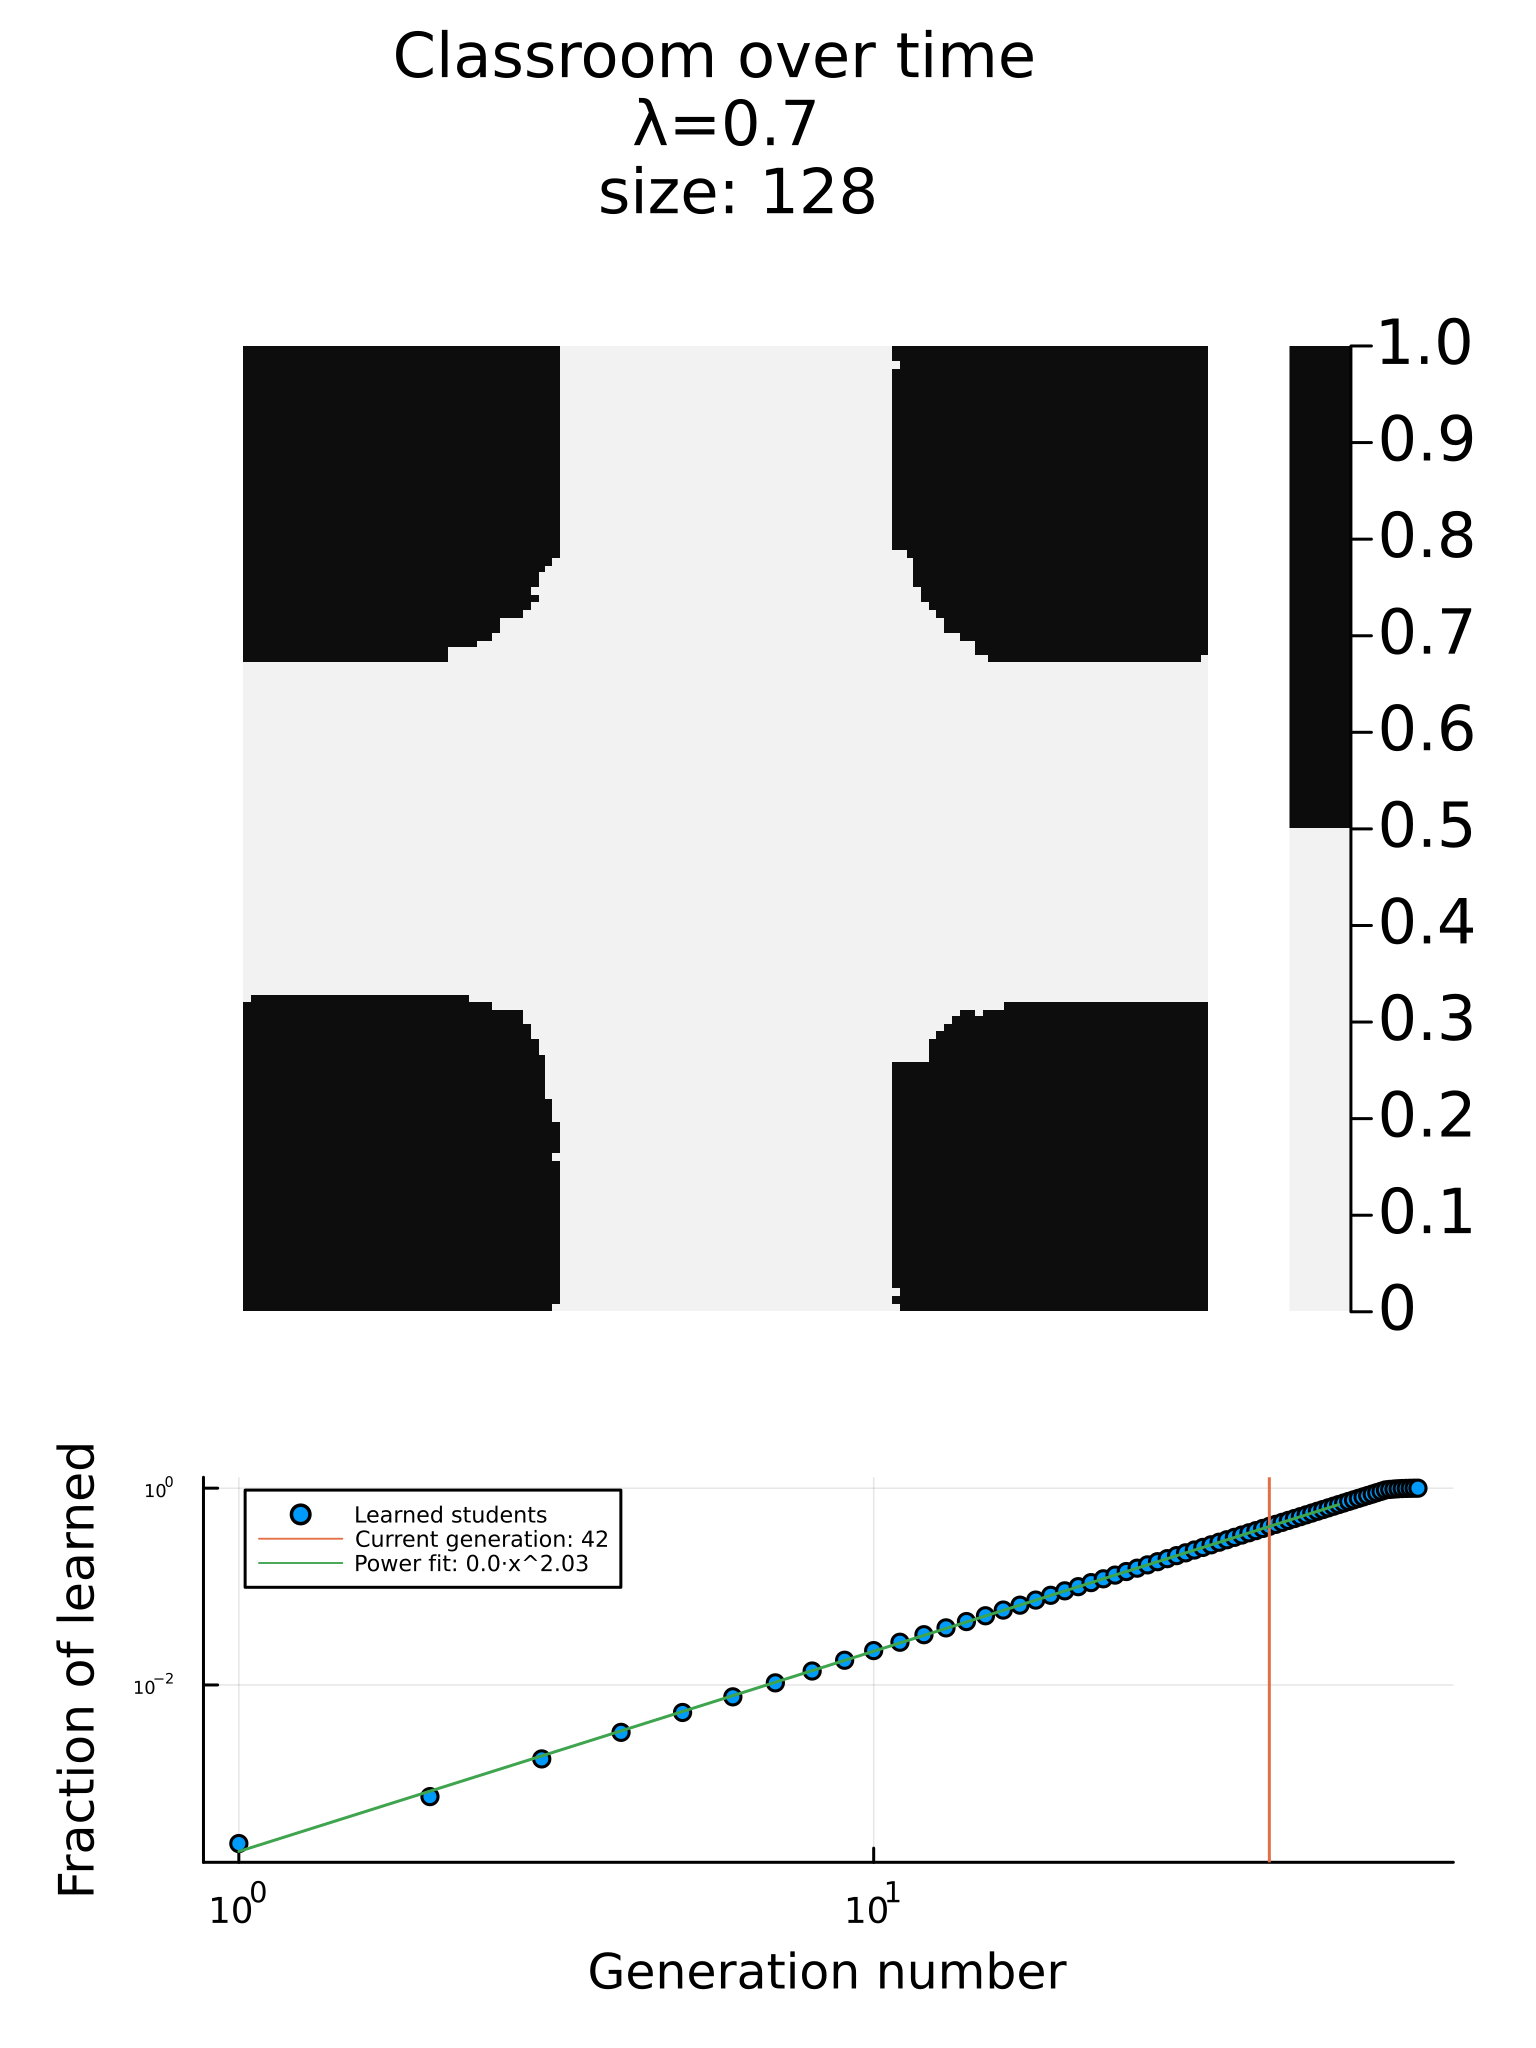 Classroom over time
λ=0.7
size: 128
1.0
0.9
0.8
0.7
0.6
0.5
0.4
0.3
0.2
0.1
0
Fraction of learned
10⁰
10⁻²
Learned students
Current generation: 42
Power fit: 0.0·x^2.03
10⁰ 10¹
Generation number